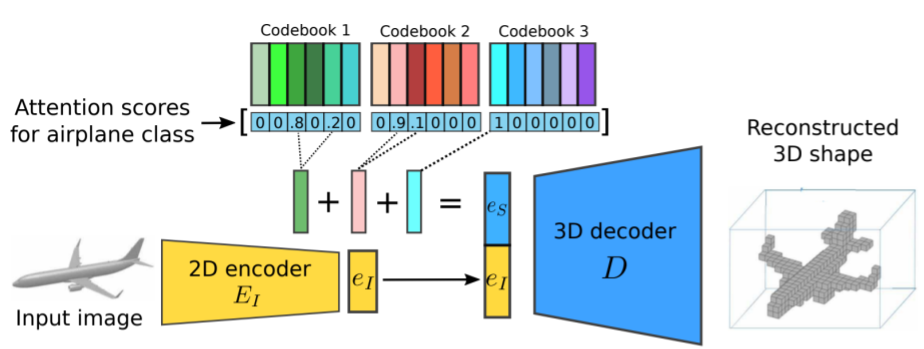 Codebook 1
Codebook 2
Codebook 3
Attention scores
for airplane class
[ 0 0 .8 0 .2 0 0 .9 .1 0 0 0 1 0 0 0 0 0 ]
Reconstructed
3D shape
+ + =
e_S
3D decoder
D
2D encoder
E_I
e_I
e_I
Input image